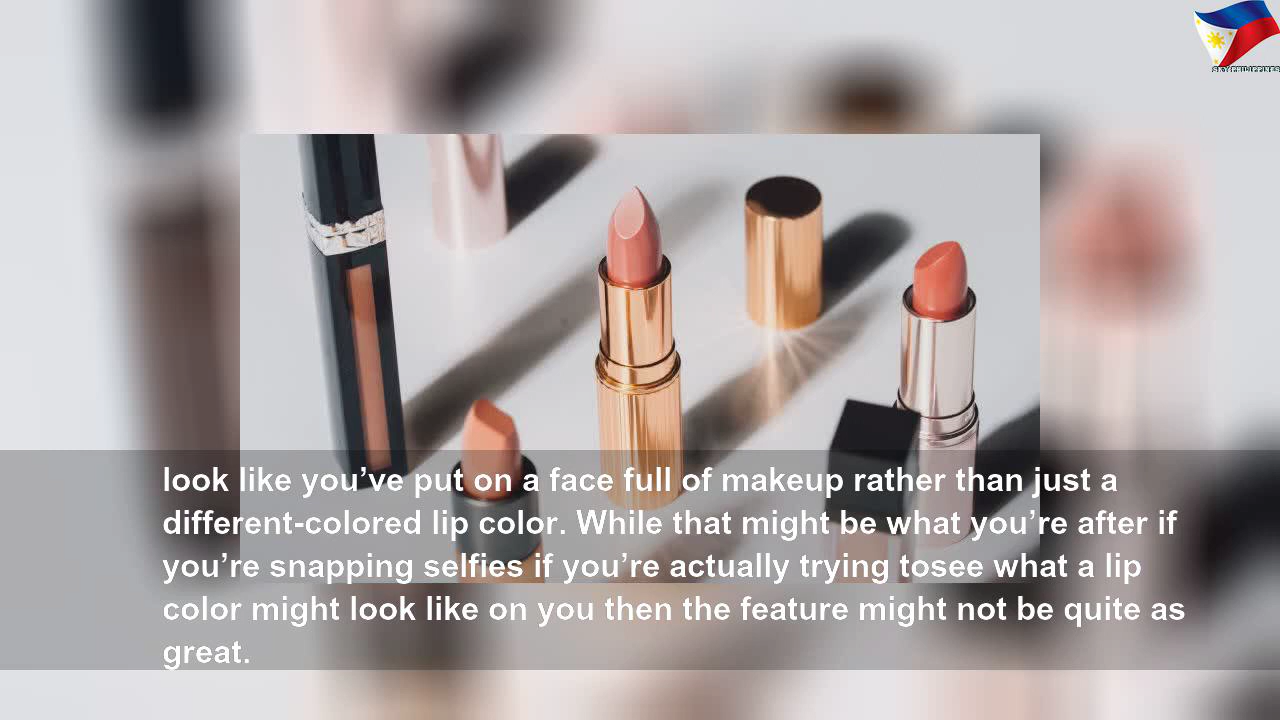 SKYPHILIPPINES
look like you’ve put on a face full of makeup rather than just a
different-colored lip color. While that might be what you’re after if
you’re snapping selfies if you’re actually trying tosee what a lip
color might look like on you then the feature might not be quite as
great.